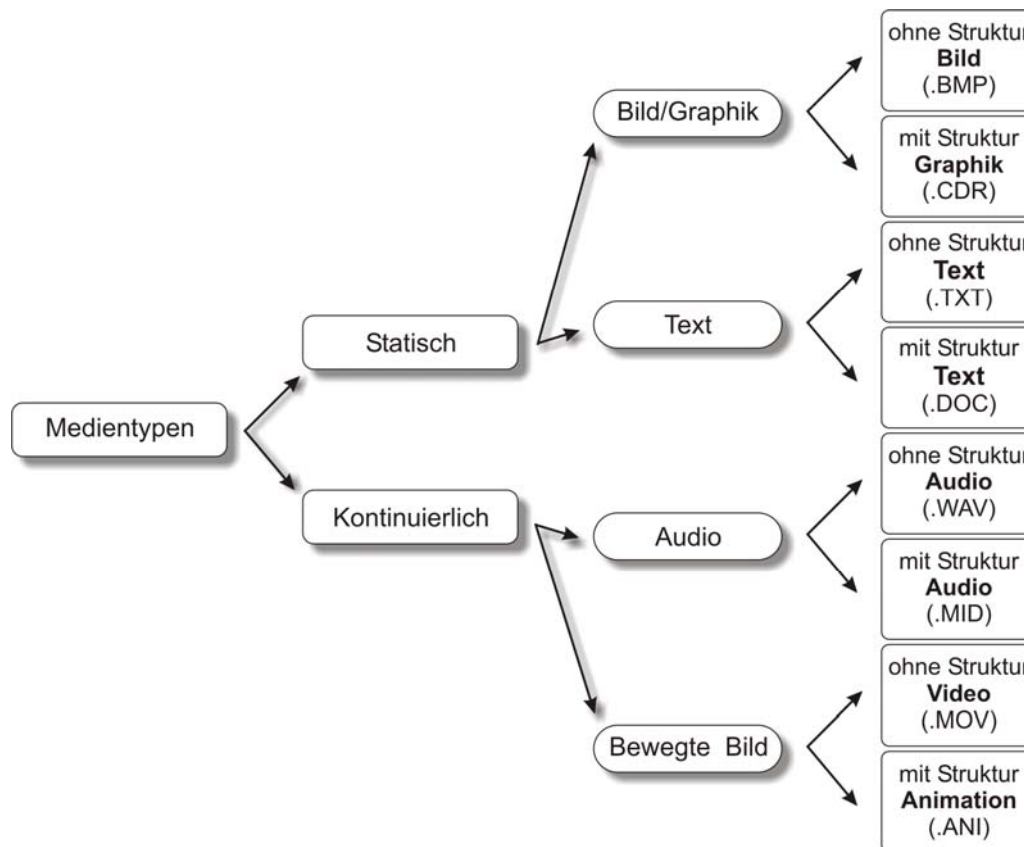 Medientypen
Statisch
Kontinuierlich
Bild/Graphik
Text
Audio
Bewegte Bild
ohne Struktur
Bild
(.BMP)
mit Struktur
Graphik
(.CDR)
ohne Struktur
Text
(.TXT)
mit Struktur
Text
(.DOC)
ohne Struktur
Audio
(.WAV)
mit Struktur
Audio
(.MID)
ohne Struktur
Video
(.MOV)
mit Struktur
Animation
(.ANI)